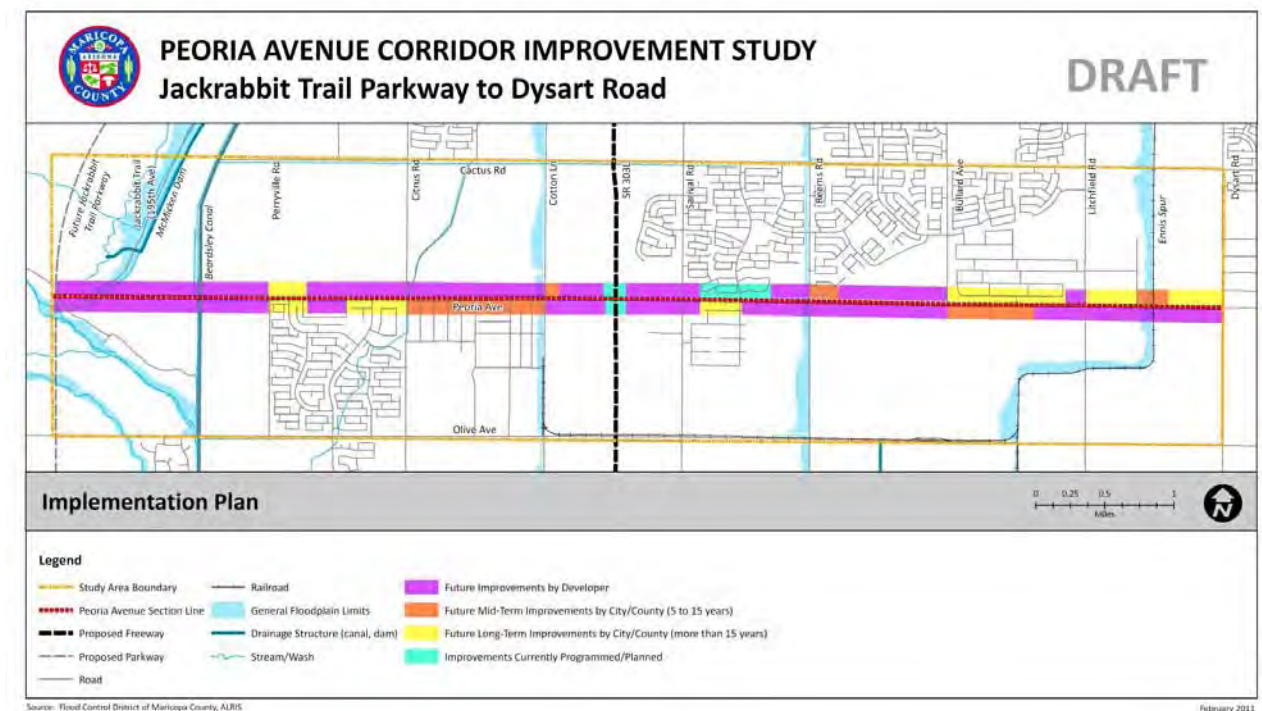 MARICOPA
ARIZONA
COUNTY
PEORIA AVENUE CORRIDOR IMPROVEMENT STUDY
Jackrabbit Trail Parkway to Dysart Road
DRAFT
Future Jackrabbit
Trail Parkway
Jackrabbit Trail
(195th Ave)
McMicken Dam
Beardsley Canal
Perryville Rd
Citrus Rd
Cactus Rd
Cotton Ln
SR 303L
Sarival Rd
Reems Rd
Bullard Ave
Litchfield Rd
Ennis Spur
Dysart Rd
Peoria Ave
Olive Ave
Implementation Plan
0 0.25 0.5 1
Miles
N
Legend
Study Area Boundary
Peoria Avenue Section Line
Proposed Freeway
Proposed Parkway
Road
Railroad
General Floodplain Limits
Drainage Structure (canal, dam)
Stream/Wash
Future Improvements by Developer
Future Mid-Term Improvements by City/County (5 to 15 years)
Future Long-Term Improvements by City/County (more than 15 years)
Improvements Currently Programmed/Planned
Source: Flood Control District of Maricopa County, ALRIS
February 2011